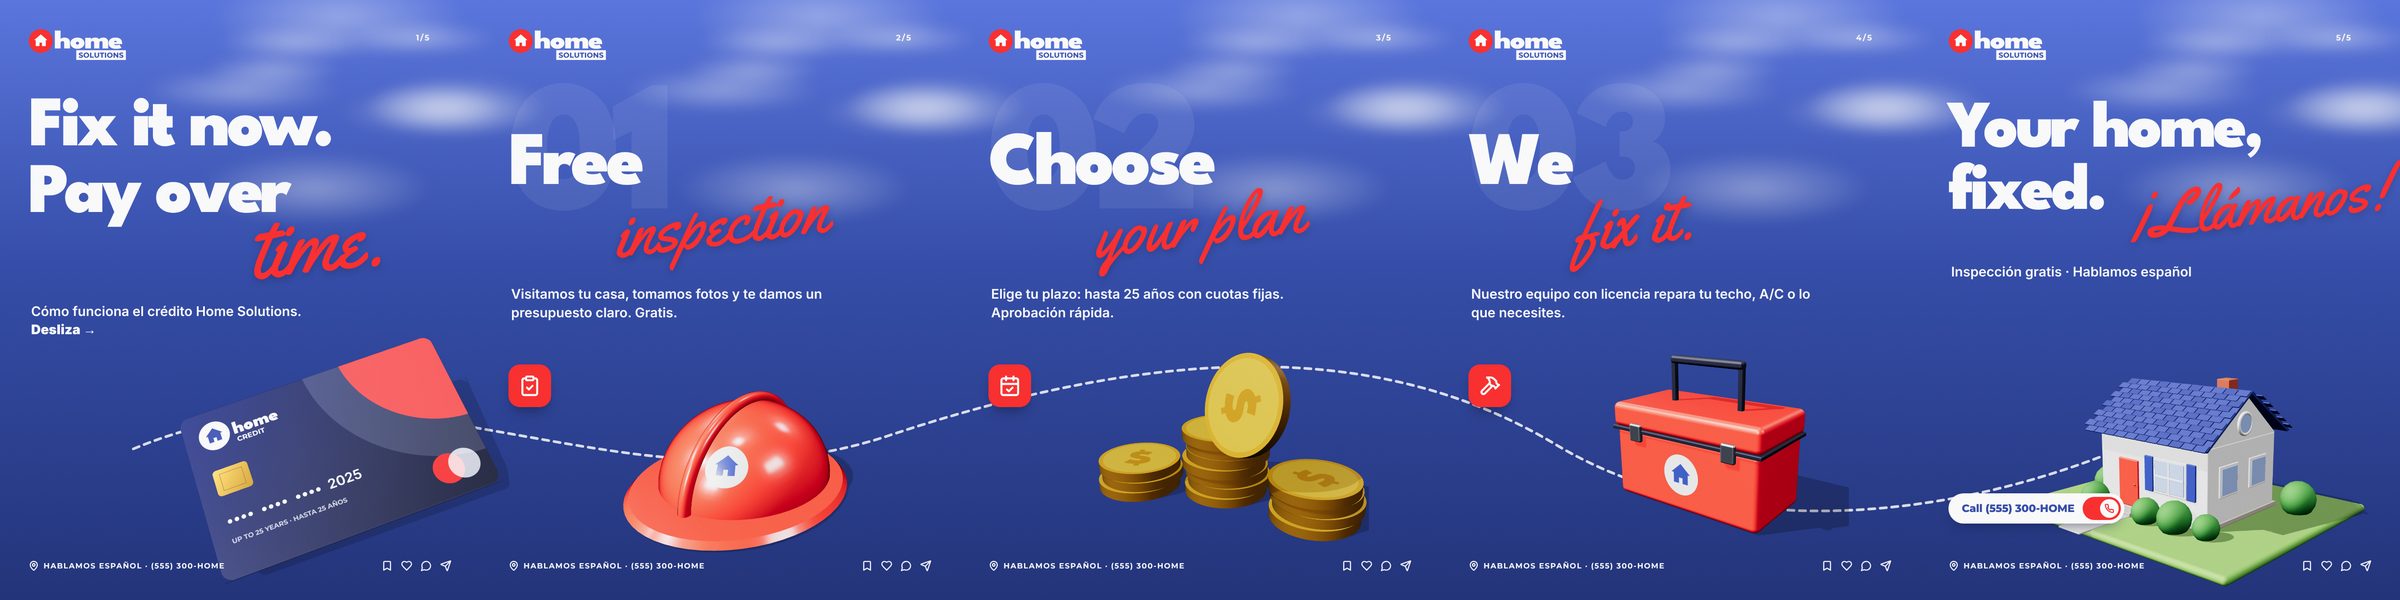 home
SOLUTIONS
1/5
Fix it now.
Pay over
time.
Cómo funciona el crédito Home Solutions.
Desliza →
home
CREDIT
•••• •••• •••• 2025
UP TO 25 YEARS · HASTA 25 AÑOS
HABLAMOS ESPAÑOL · (555) 300-HOME
home
SOLUTIONS
2/5
01
Free
inspection
Visitamos tu casa, tomamos fotos y te damos un
presupuesto claro. Gratis.
HABLAMOS ESPAÑOL · (555) 300-HOME
home
SOLUTIONS
3/5
02
Choose
your plan
Elige tu plazo: hasta 25 años con cuotas fijas.
Aprobación rápida.
$
$
$
HABLAMOS ESPAÑOL · (555) 300-HOME
home
SOLUTIONS
4/5
03
We
fix it.
Nuestro equipo con licencia repara tu techo, A/C o lo
que necesites.
HABLAMOS ESPAÑOL · (555) 300-HOME
home
SOLUTIONS
5/5
Your home,
fixed.
¡Llámanos!
Inspección gratis · Hablamos español
Call (555) 300-HOME
HABLAMOS ESPAÑOL · (555) 300-HOME